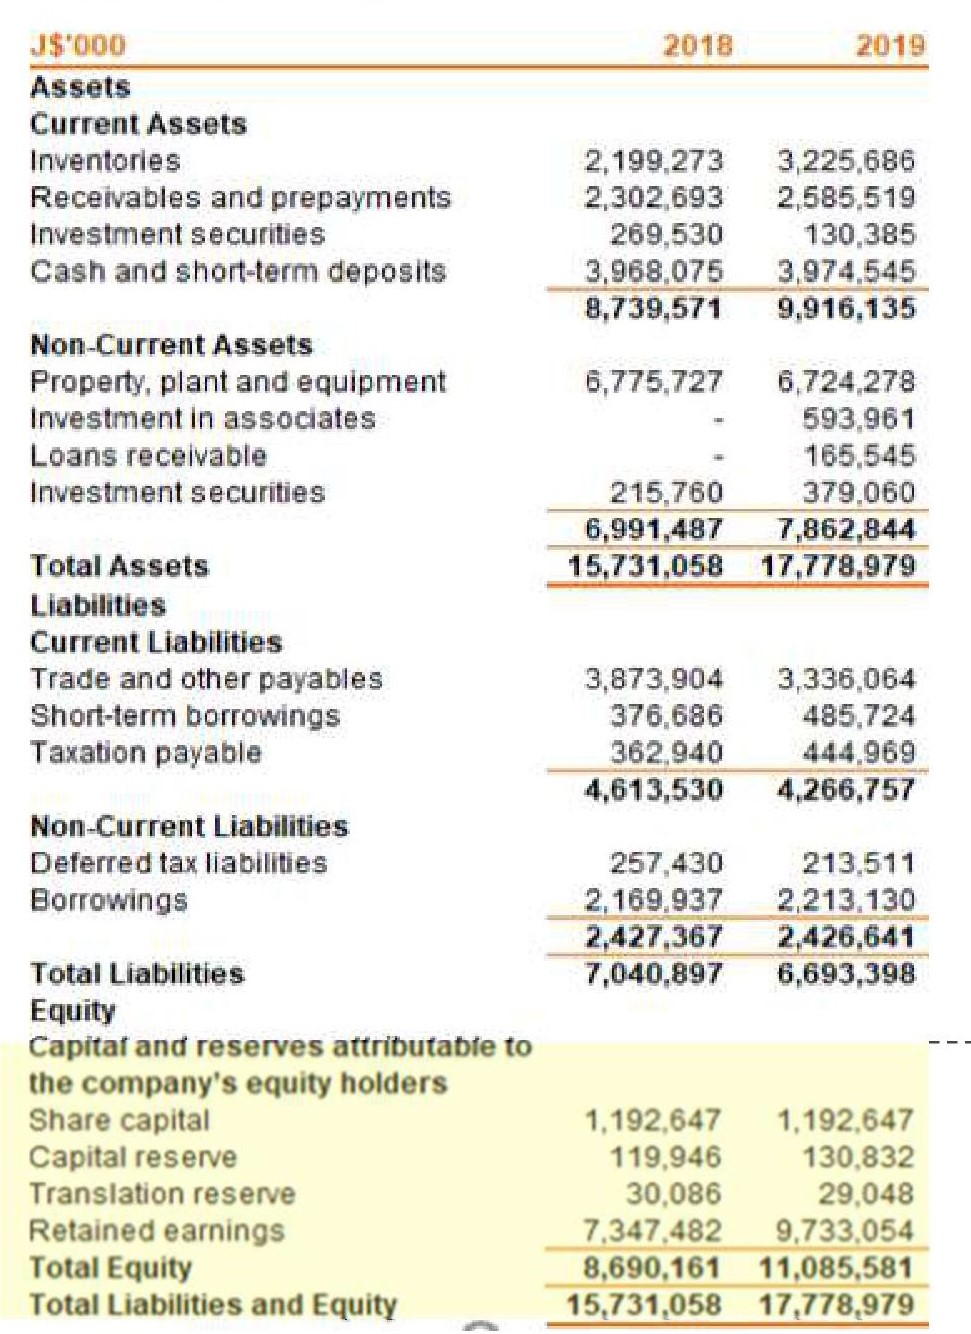 J$'000 2018 2019
Assets
Current Assets
Inventories 2,199,273 3,225,686
Receivables and prepayments 2,302,693 2,585,519
Investment securities 269,530 130,385
Cash and short-term deposits 3,968,075 3,974,545
8,739,571 9,916,135
Non-Current Assets
Property, plant and equipment 6,775,727 6,724,278
Investment in associates - 593,961
Loans receivable - 165,545
Investment securities 215,760 379,060
6,991,487 7,862,844
Total Assets 15,731,058 17,778,979
Liabilities
Current Liabilities
Trade and other payables 3,873,904 3,336,064
Short-term borrowings 376,686 485,724
Taxation payable 362,940 444,969
4,613,530 4,266,757
Non-Current Liabilities
Deferred tax liabilities 257,430 213,511
Borrowings 2,169,937 2,213,130
2,427,367 2,426,641
Total Liabilities 7,040,897 6,693,398
Equity
Capital and reserves attributable to
the company's equity holders
Share capital 1,192,647 1,192,647
Capital reserve 119,946 130,832
Translation reserve 30,086 29,048
Retained earnings 7,347,482 9,733,054
Total Equity 8,690,161 11,085,581
Total Liabilities and Equity 15,731,058 17,778,979